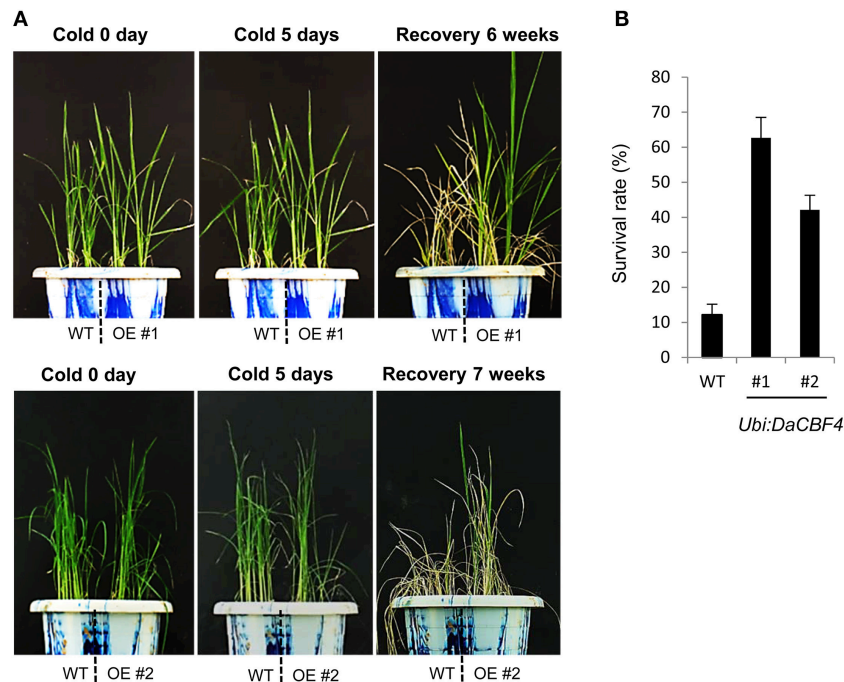 A
Cold 0 day
Cold 5 days
Recovery 6 weeks
WT
OE #1
WT
OE #1
WT
OE #1
Cold 0 day
Cold 5 days
Recovery 7 weeks
WT
OE #2
WT
OE #2
WT
OE #2
B
Survival rate (%)
80
70
60
50
40
30
20
10
0
WT
#1
#2
Ubi:DaCBF4